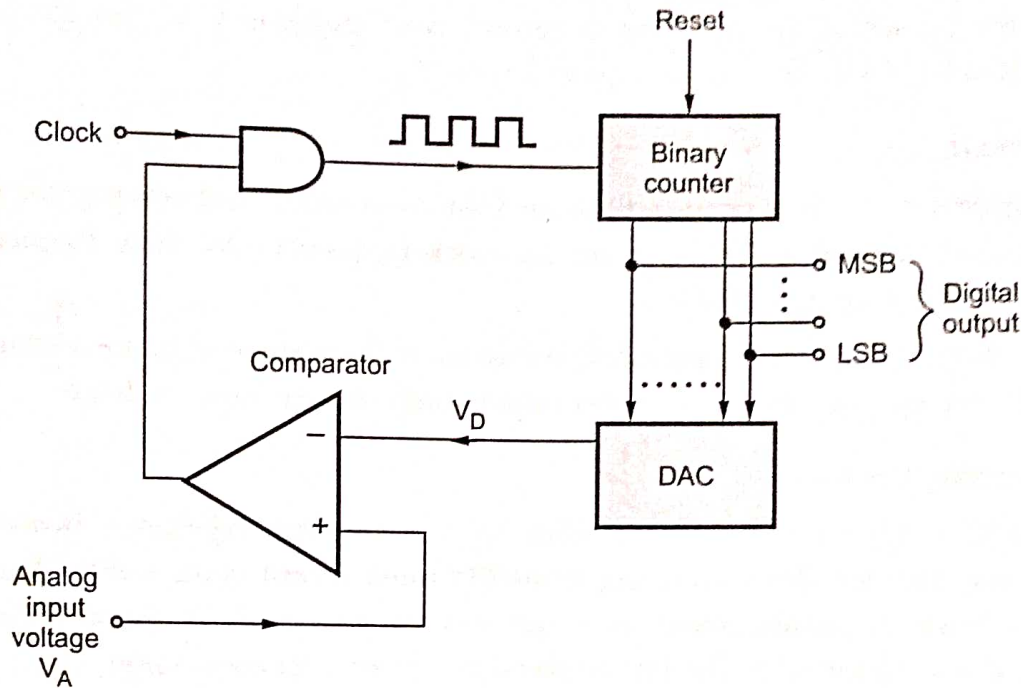 Reset
Clock
Binary
counter
MSB
Digital
output
LSB
Comparator
V_D
−
DAC
+
Analog
input
voltage
V_A